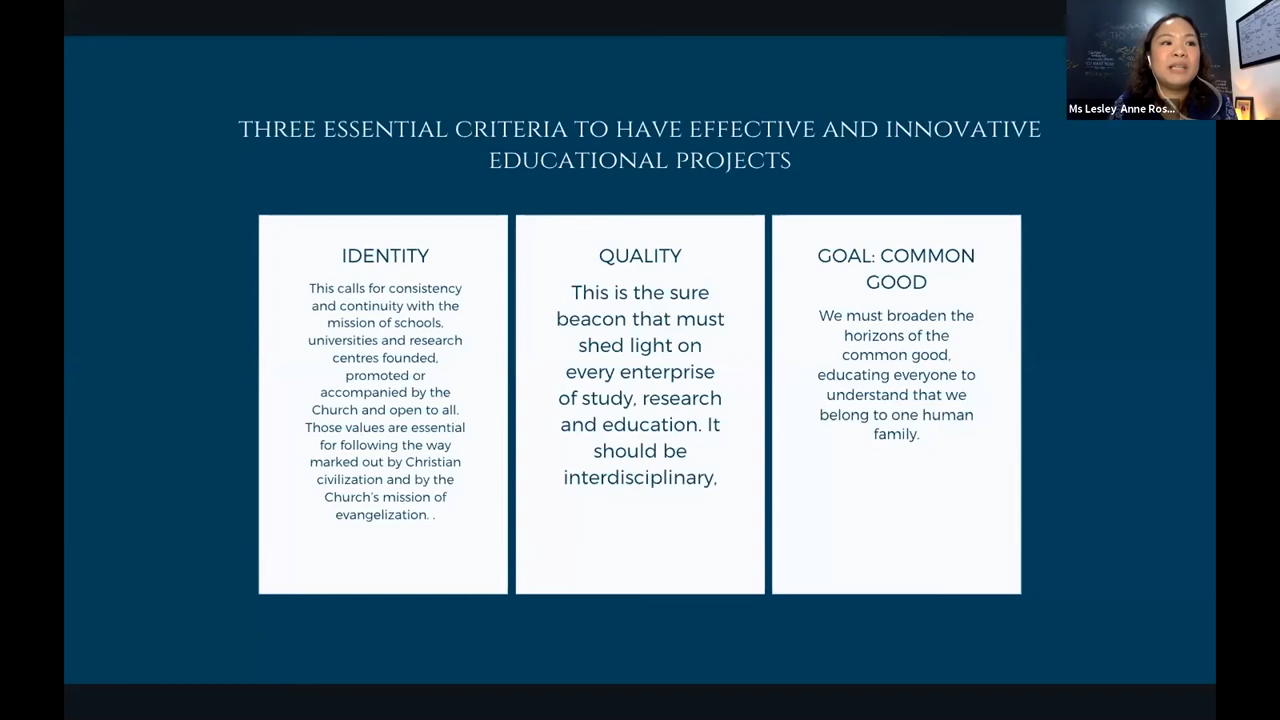 THREE ESSENTIAL CRITERIA TO HAVE EFFECTIVE AND INNOVATIVE
EDUCATIONAL PROJECTS
IDENTITY
This calls for consistency
and continuity with the
mission of schools,
universities and research
centres founded,
promoted or
accompanied by the
Church and open to all.
Those values are essential
for following the way
marked out by Christian
civilization and by the
Church's mission of
evangelization. .
QUALITY
This is the sure
beacon that must
shed light on
every enterprise
of study, research
and education. It
should be
interdisciplinary,
GOAL: COMMON
GOOD
We must broaden the
horizons of the
common good,
educating everyone to
understand that we
belong to one human
family.
Ms Lesley Anne Ros...